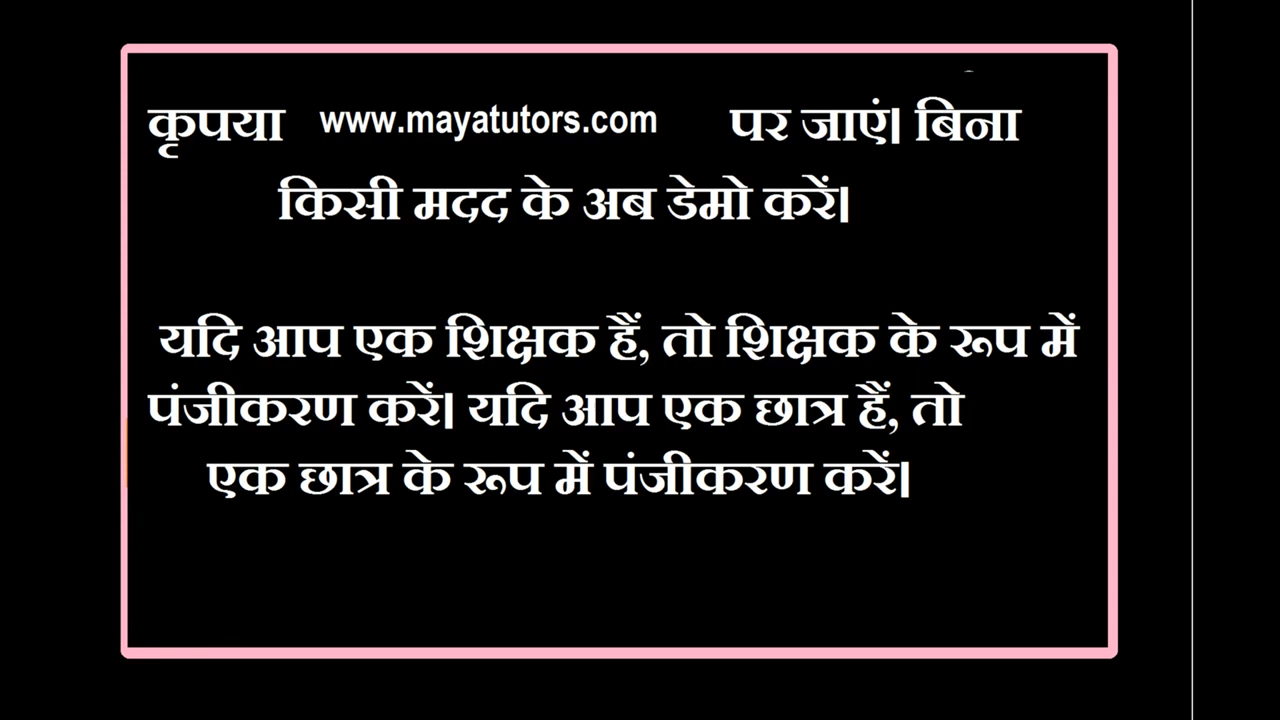 कृपया www.mayatutors.com पर जाएं। बिना
किसी मदद के अब डेमो करें।
यदि आप एक शिक्षक हैं, तो शिक्षक के रूप में
पंजीकरण करें। यदि आप एक छात्र हैं, तो
एक छात्र के रूप में पंजीकरण करें।